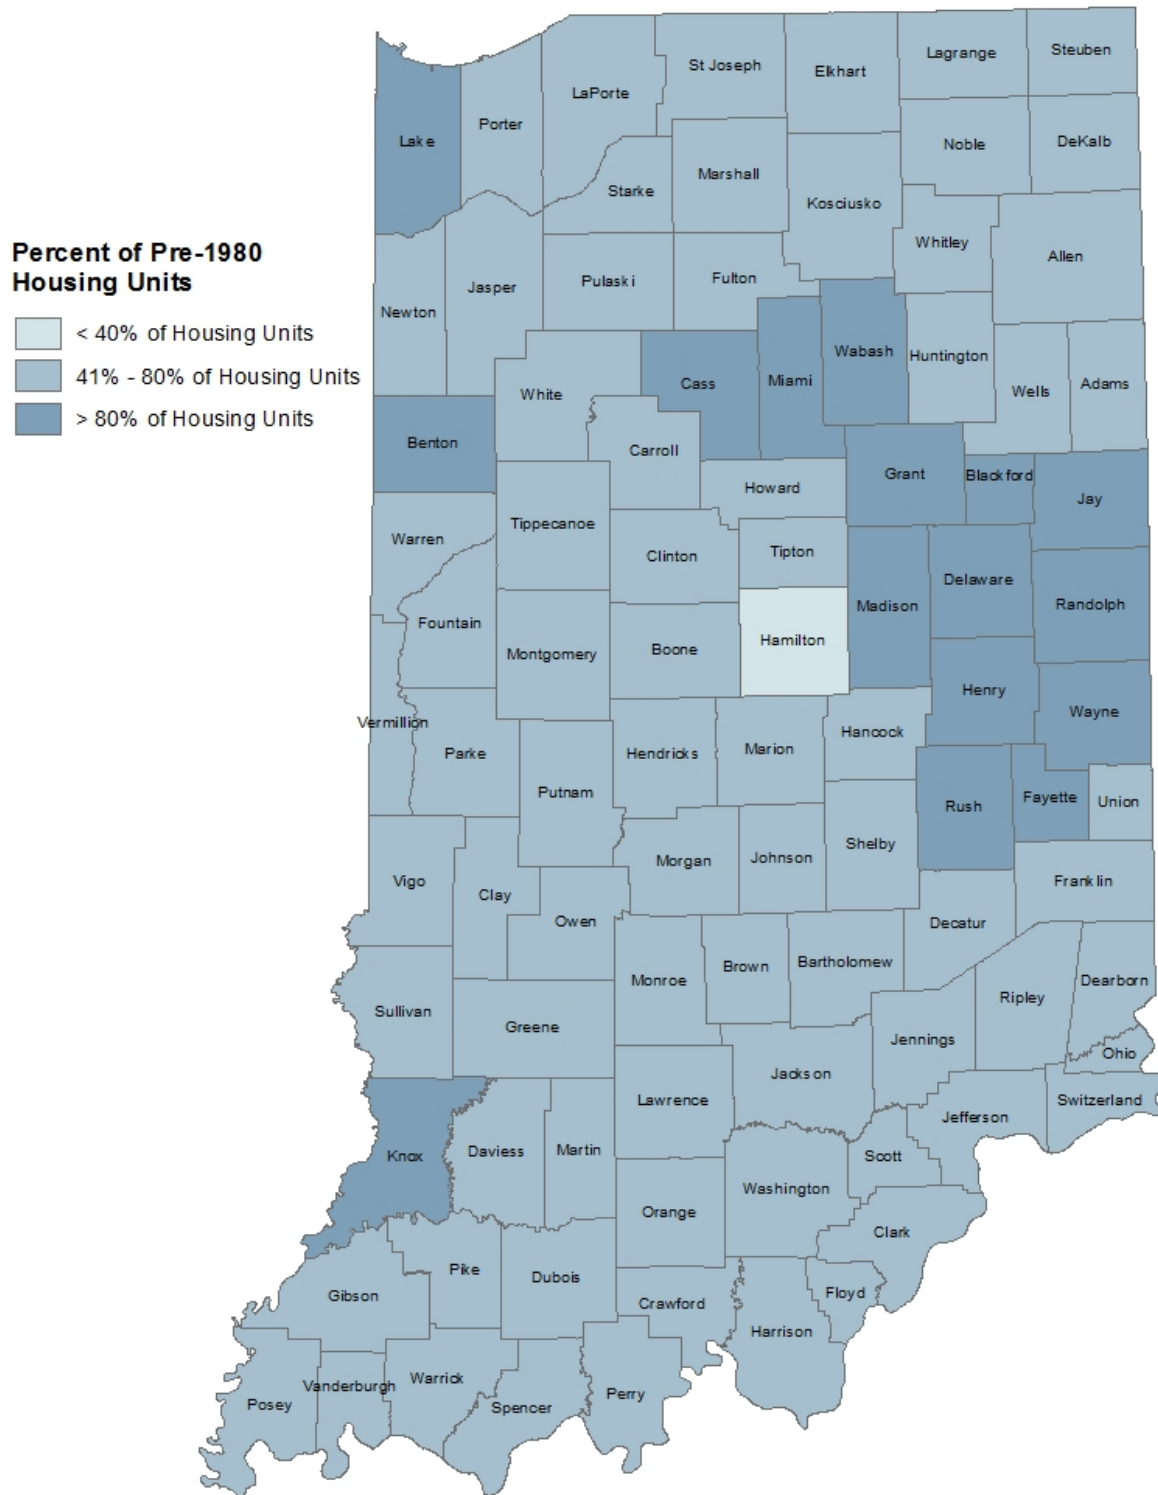 Percent of Pre-1980
Housing Units
< 40% of Housing Units
41% - 80% of Housing Units
> 80% of Housing Units
Lake
Porter
LaPorte
St Joseph
Elkhart
Lagrange
Steuben
Starke
Marshall
Kosciusko
Noble
DeKalb
Newton
Jasper
Pulaski
Fulton
Whitley
Allen
Benton
White
Cass
Miami
Wabash
Huntington
Wells
Adams
Carroll
Howard
Grant
Blackford
Jay
Warren
Tippecanoe
Clinton
Tipton
Madison
Delaware
Randolph
Fountain
Montgomery
Boone
Hamilton
Henry
Wayne
Vermillion
Parke
Putnam
Hendricks
Marion
Hancock
Rush
Fayette
Union
Vigo
Clay
Owen
Morgan
Johnson
Shelby
Decatur
Franklin
Sullivan
Greene
Monroe
Brown
Bartholomew
Jennings
Ripley
Dearborn
Ohio
Knox
Daviess
Martin
Lawrence
Jackson
Jefferson
Switzerland
Orange
Washington
Scott
Clark
Gibson
Pike
Dubois
Crawford
Harrison
Floyd
Posey
Vanderburgh
Warrick
Spencer
Perry